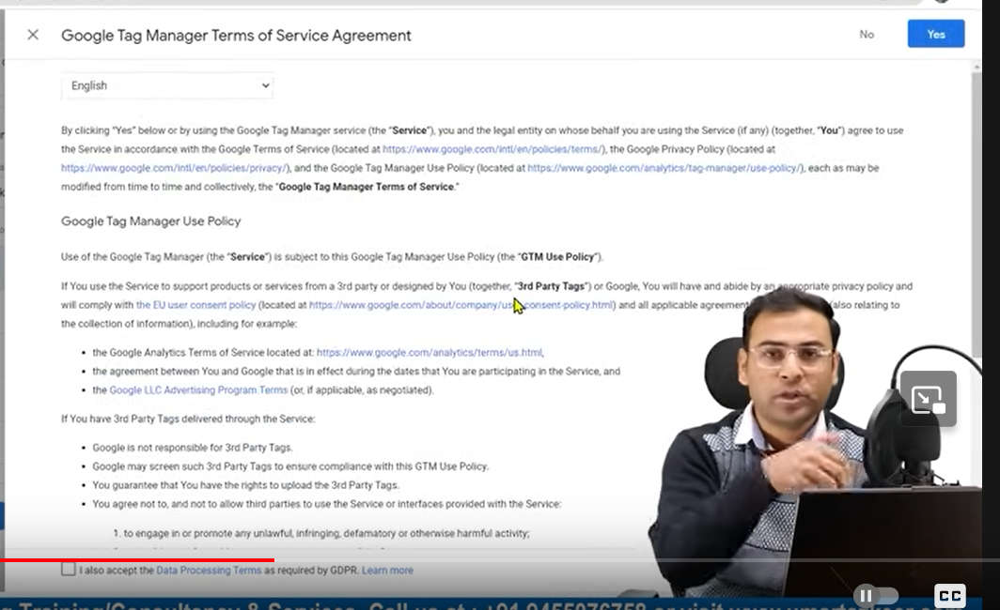 Google Tag Manager Terms of Service Agreement
No
Yes
English
By clicking "Yes" below or by using the Google Tag Manager service (the "Service"), you and the legal entity on whose behalf you are using the Service (if any) (together, "You") agree to use
the Service in accordance with the Google Terms of Service (located at https://www.google.com/intl/en/policies/terms/), the Google Privacy Policy (located at
https://www.google.com/intl/en/policies/privacy/), and the Google Tag Manager Use Policy (located at https://www.google.com/analytics/tag-manager/use-policy/), each as may be
modified from time to time and collectively, the "Google Tag Manager Terms of Service."
Google Tag Manager Use Policy
Use of the Google Tag Manager (the "Service") is subject to this Google Tag Manager Use Policy (the "GTM Use Policy").
If You use the Service to support products or services from a 3rd party or designed by You (together, "3rd Party Tags") or Google, You will have and abide by an appropriate privacy policy and
will comply with the EU user consent policy (located at https://www.google.com/about/company/user-consent-policy.html) and all applicable agreement (also relating to
the collection of information), including for example:
• the Google Analytics Terms of Service located at: https://www.google.com/analytics/terms/us.html,
• the agreement between You and Google that is in effect during the dates that You are participating in the Service, and
• the Google LLC Advertising Program Terms (or, if applicable, as negotiated).
If You have 3rd Party Tags delivered through the Service:
• Google is not responsible for 3rd Party Tags.
• Google may screen such 3rd Party Tags to ensure compliance with this GTM Use Policy.
• You guarantee that You have the rights to upload the 3rd Party Tags.
• You agree not to, and not to allow third parties to use the Service or interfaces provided with the Service:
1. to engage in or promote any unlawful, infringing, defamatory or otherwise harmful activity;
I also accept the Data Processing Terms as required by GDPR. Learn more
CC
Training/Consultancy & Services, Call us at : +91